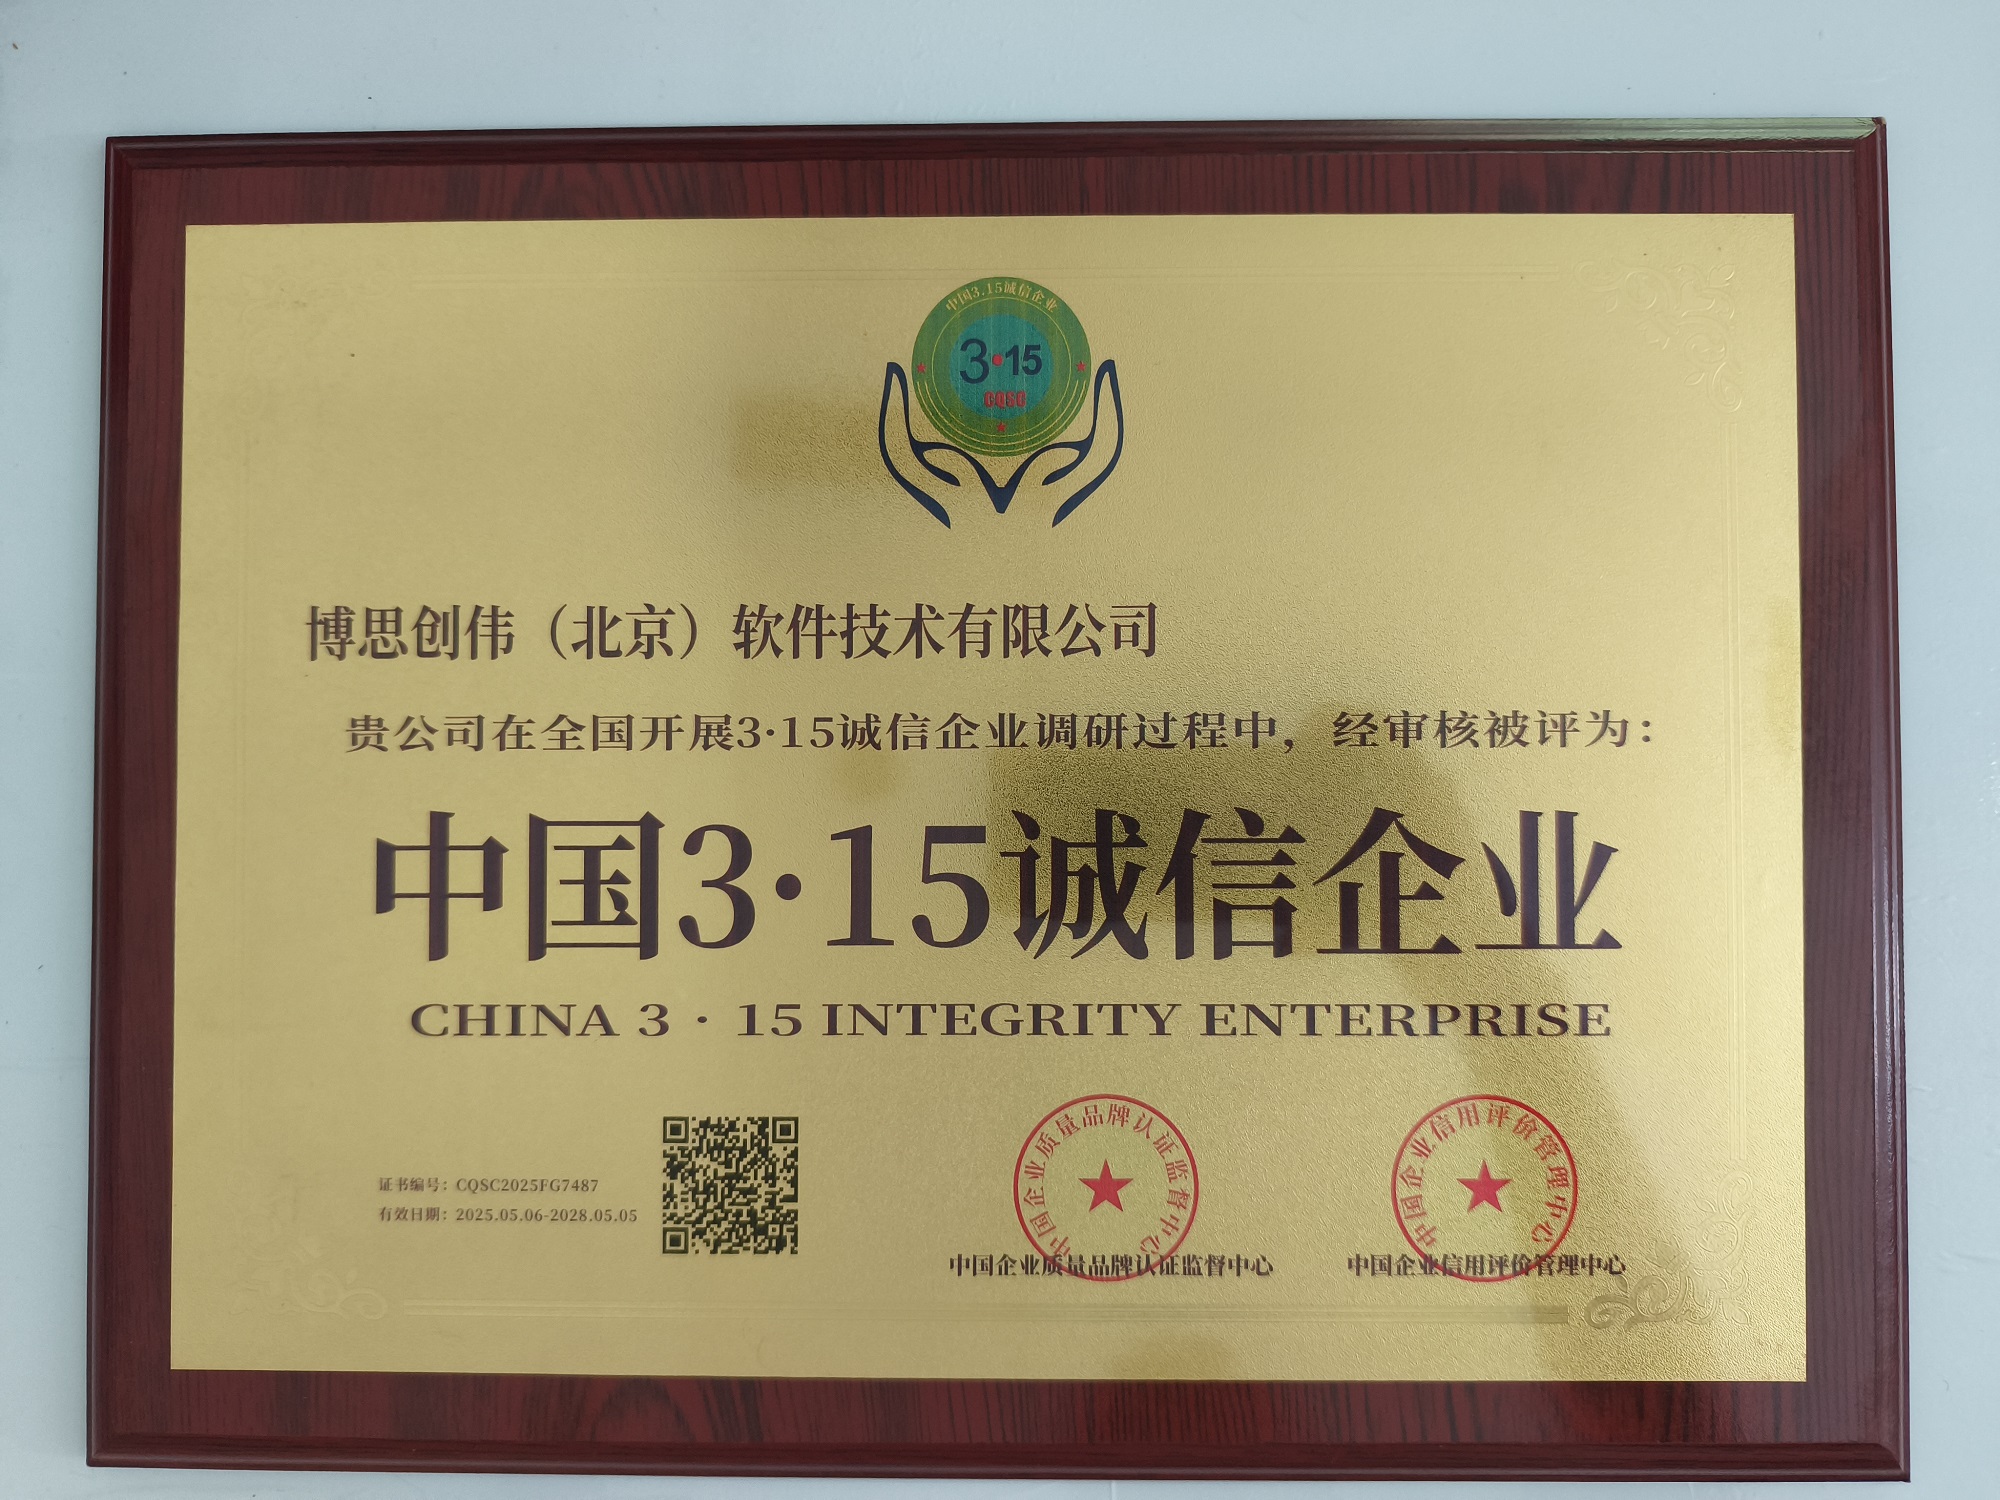 中国3.15诚信企业
3·15
CQSC
博思创伟（北京）软件技术有限公司
贵公司在全国开展3·15诚信企业调研过程中，经审核被评为：
中国3·15诚信企业
CHINA 3 · 15 INTEGRITY ENTERPRISE
证书编号：CQSC2025FG7487
有效日期：2025.05.06-2028.05.05
中国企业质量品牌认证监督中心
中国企业质量品牌认证监督中心
中国企业信用评价管理中心
中国企业信用评价管理中心